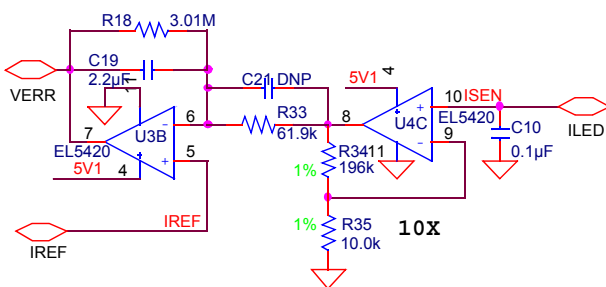 R18 3.01M
C19
2.2µF
11
VERR
C21 DNP
5V1
4
10 ISEN
ILED
U3B
6
R33
61.9k
8
U4C
EL5420
9
C10
0.1µF
7
EL5420
5
5V1
4
R34 11
1% 196k
IREF
IREF
1% R35
10.0k
10X